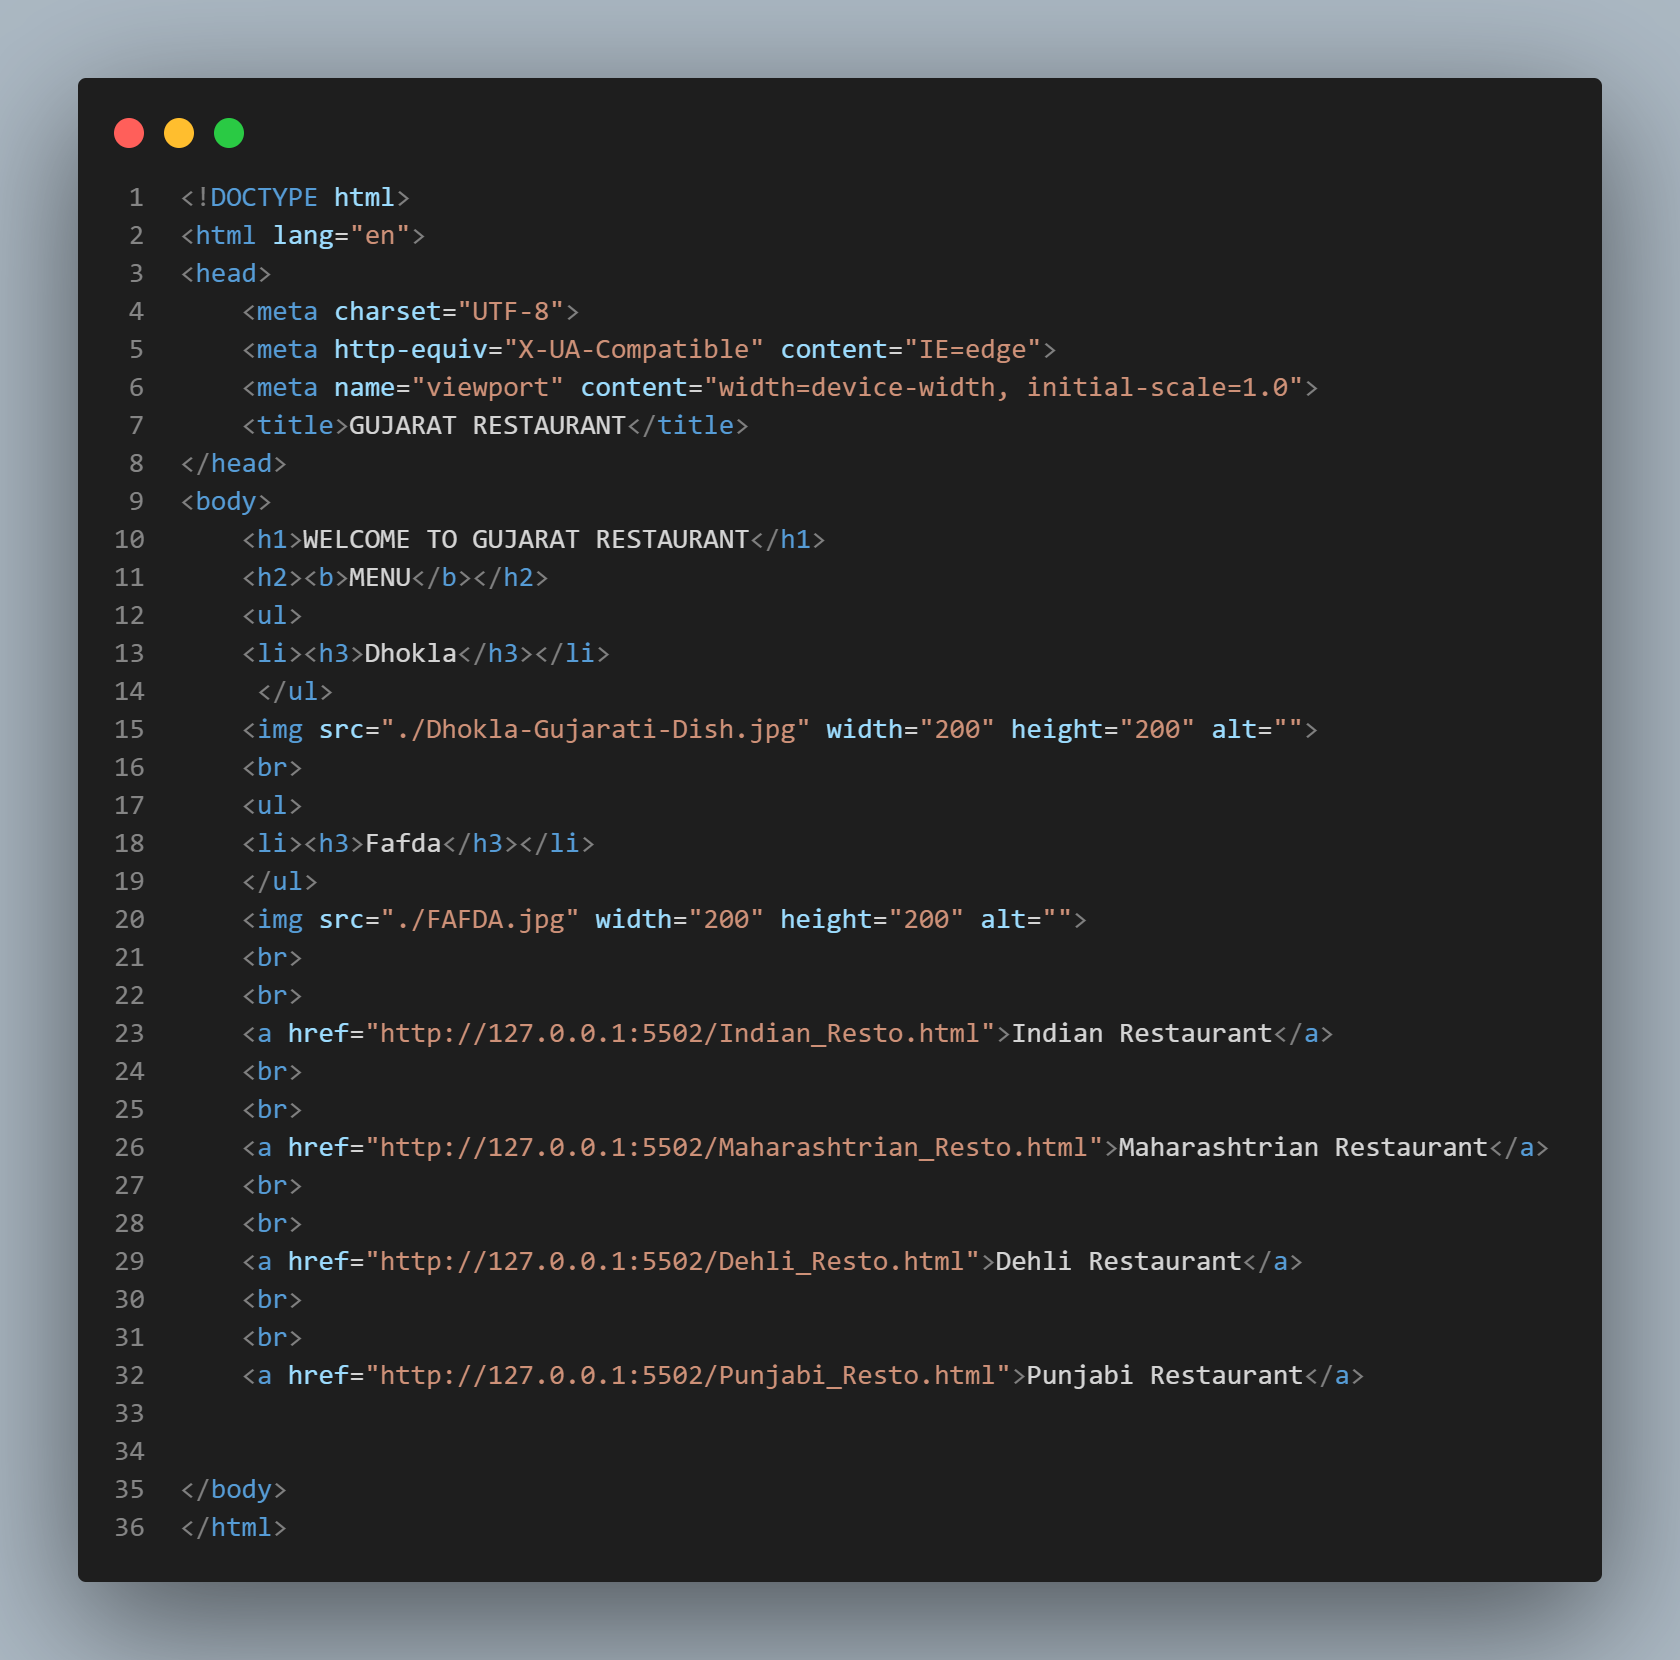 1 <!DOCTYPE html>
2 <html lang="en">
3 <head>
4     <meta charset="UTF-8">
5     <meta http-equiv="X-UA-Compatible" content="IE=edge">
6     <meta name="viewport" content="width=device-width, initial-scale=1.0">
7     <title>GUJARAT RESTAURANT</title>
8 </head>
9 <body>
10     <h1>WELCOME TO GUJARAT RESTAURANT</h1>
11     <h2><b>MENU</b></h2>
12     <ul>
13     <li><h3>Dhokla</h3></li>
14      </ul>
15     <img src="./Dhokla-Gujarati-Dish.jpg" width="200" height="200" alt="">
16     <br>
17     <ul>
18     <li><h3>Fafda</h3></li>
19     </ul>
20     <img src="./FAFDA.jpg" width="200" height="200" alt="">
21     <br>
22     <br>
23     <a href="http://127.0.0.1:5502/Indian_Resto.html">Indian Restaurant</a>
24     <br>
25     <br>
26     <a href="http://127.0.0.1:5502/Maharashtrian_Resto.html">Maharashtrian Restaurant</a>
27     <br>
28     <br>
29     <a href="http://127.0.0.1:5502/Dehli_Resto.html">Dehli Restaurant</a>
30     <br>
31     <br>
32     <a href="http://127.0.0.1:5502/Punjabi_Resto.html">Punjabi Restaurant</a>
33
34
35 </body>
36 </html>